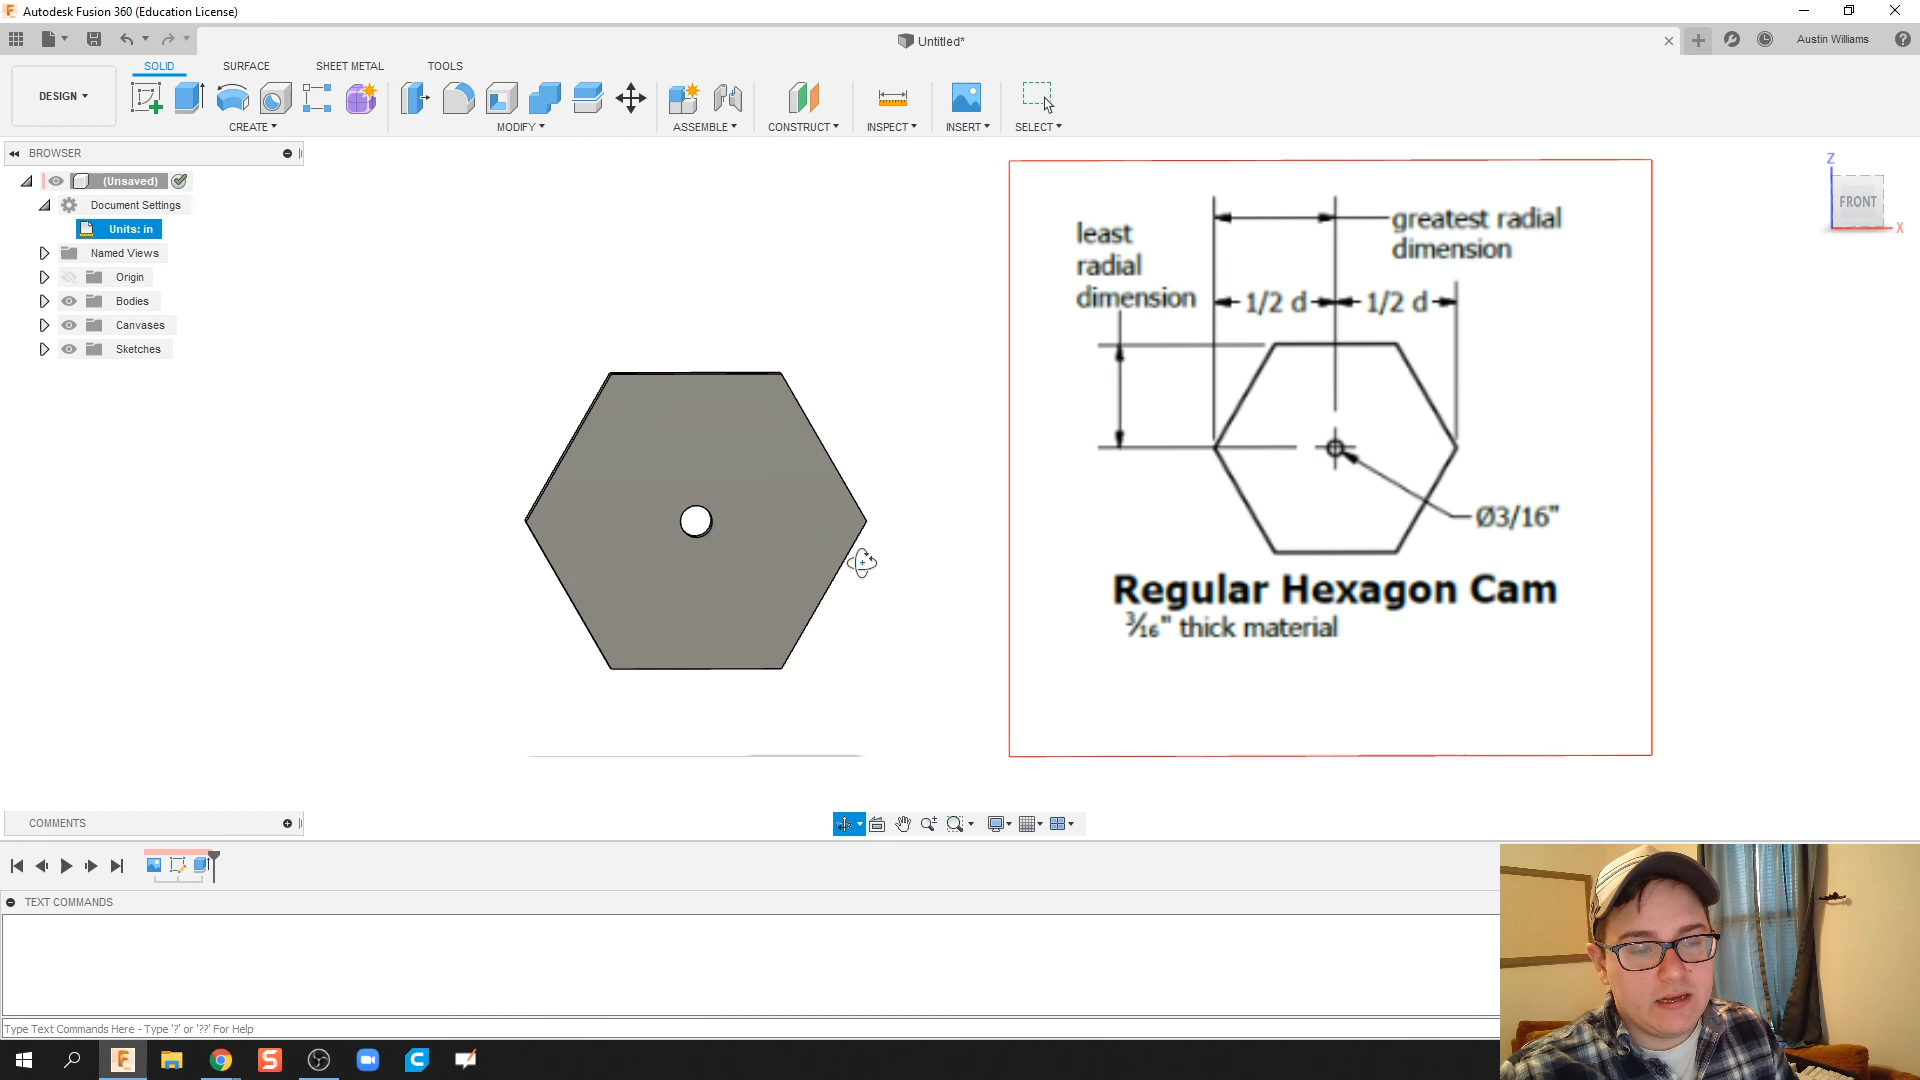 Autodesk Fusion 360 (Education License)
Untitled*
Austin Williams
DESIGN
SOLID
SURFACE
SHEET METAL
TOOLS
CREATE
MODIFY
ASSEMBLE
CONSTRUCT
INSPECT
INSERT
SELECT
BROWSER
(Unsaved)
Document Settings
Units: in
Named Views
Origin
Bodies
Canvases
Sketches
least
radial
dimension
greatest radial
dimension
1/2 d
1/2 d
Ø3/16"
Regular Hexagon Cam
3/16" thick material
Z
FRONT
X
COMMENTS
TEXT COMMANDS
Type Text Commands Here - Type '?' or '??' For Help